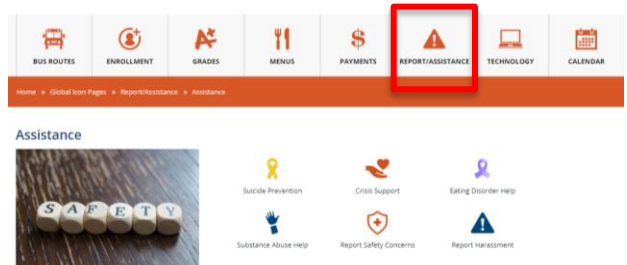 BUS ROUTES ENROLLMENT GRADES MENUS PAYMENTS REPORT/ASSISTANCE TECHNOLOGY CALENDAR
Home » Global Icon Pages » Report/Assistance » Assistance
Assistance
SAFETY
Suicide Prevention Crisis Support Eating Disorder Help
Substance Abuse Help Report Safety Concerns Report Harassment